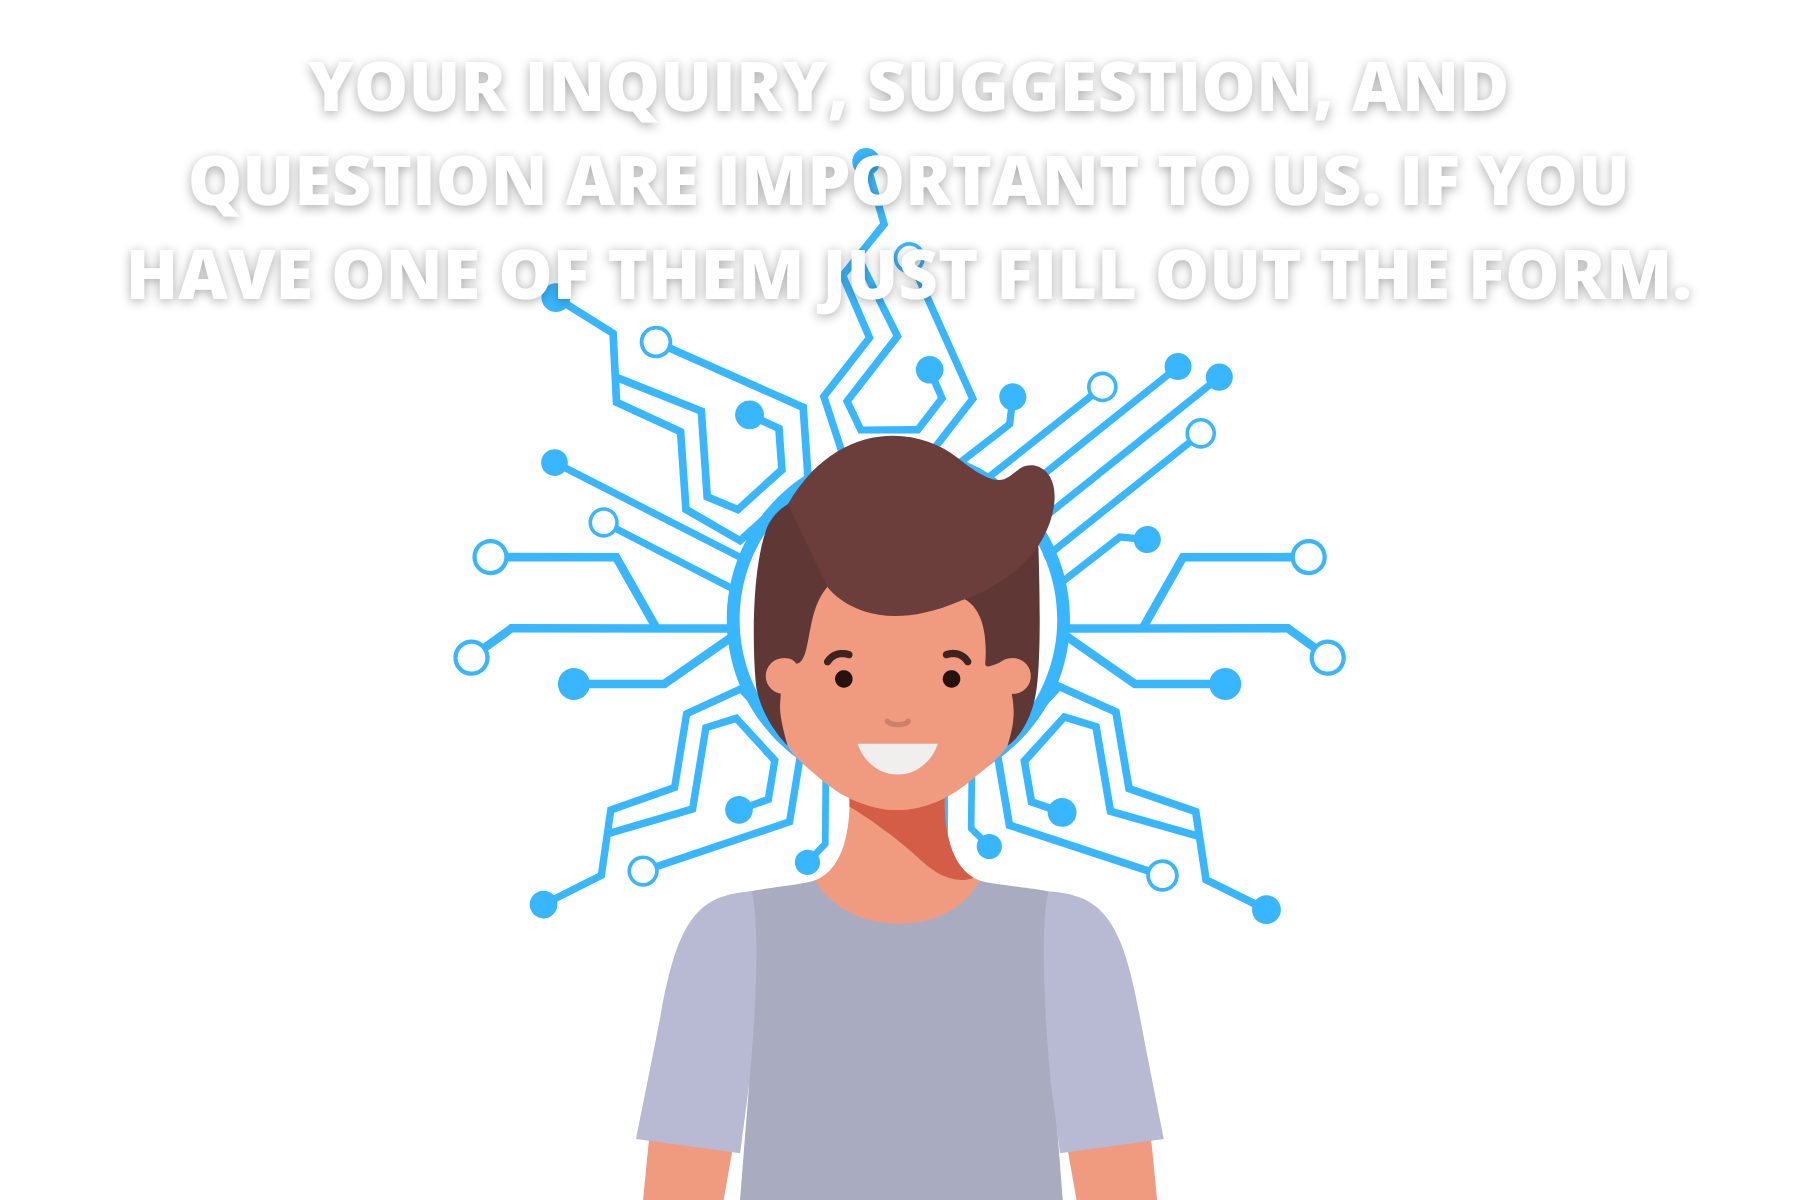 YOUR INQUIRY, SUGGESTION, AND
QUESTION ARE IMPORTANT TO US. IF YOU
HAVE ONE OF THEM JUST FILL OUT THE FORM.